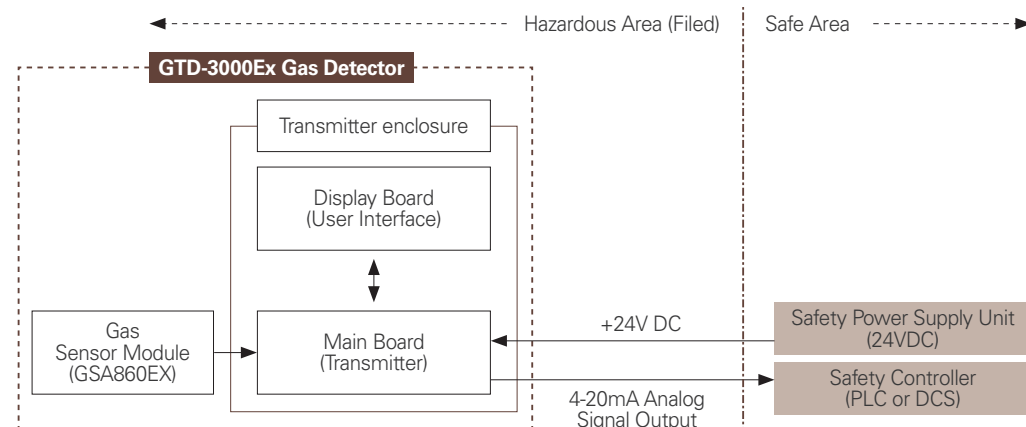 Hazardous Area (Filed)
Safe Area
GTD-3000Ex Gas Detector
Transmitter enclosure
Display Board
(User Interface)
Gas
Sensor Module
(GSA860EX)
Main Board
(Transmitter)
+24V DC
Safety Power Supply Unit
(24VDC)
4-20mA Analog
Signal Output
Safety Controller
(PLC or DCS)